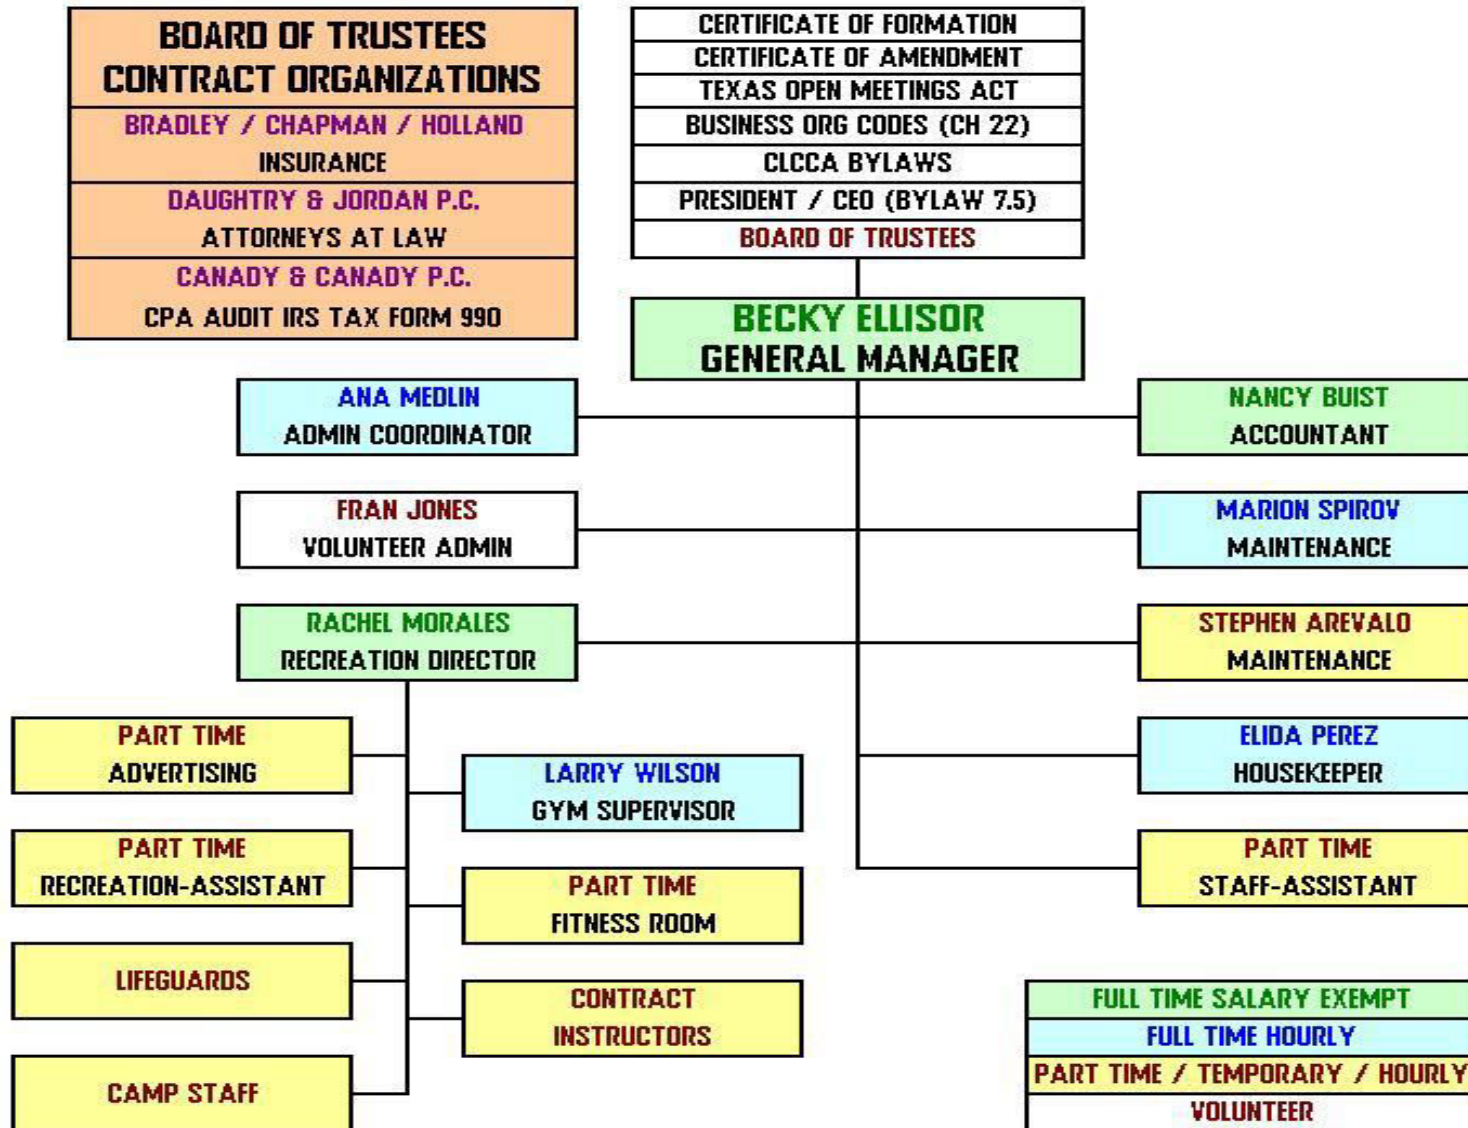 BOARD OF TRUSTEES
CONTRACT ORGANIZATIONS
BRADLEY / CHAPMAN / HOLLAND
INSURANCE
DAUGHTRY & JORDAN P.C.
ATTORNEYS AT LAW
CANADY & CANADY P.C.
CPA AUDIT IRS TAX FORM 990
CERTIFICATE OF FORMATION
CERTIFICATE OF AMENDMENT
TEXAS OPEN MEETINGS ACT
BUSINESS ORG CODES (CH 22)
CLCCA BYLAWS
PRESIDENT / CEO (BYLAW 7.5)
BOARD OF TRUSTEES
BECKY ELLISOR
GENERAL MANAGER
ANA MEDLIN
ADMIN COORDINATOR
NANCY BUIST
ACCOUNTANT
FRAN JONES
VOLUNTEER ADMIN
MARION SPIROV
MAINTENANCE
RACHEL MORALES
RECREATION DIRECTOR
STEPHEN AREVALO
MAINTENANCE
PART TIME
ADVERTISING
LARRY WILSON
GYM SUPERVISOR
ELIDA PEREZ
HOUSEKEEPER
PART TIME
RECREATION-ASSISTANT
PART TIME
FITNESS ROOM
PART TIME
STAFF-ASSISTANT
LIFEGUARDS
CONTRACT
INSTRUCTORS
CAMP STAFF
FULL TIME SALARY EXEMPT
FULL TIME HOURLY
PART TIME / TEMPORARY / HOURLY
VOLUNTEER